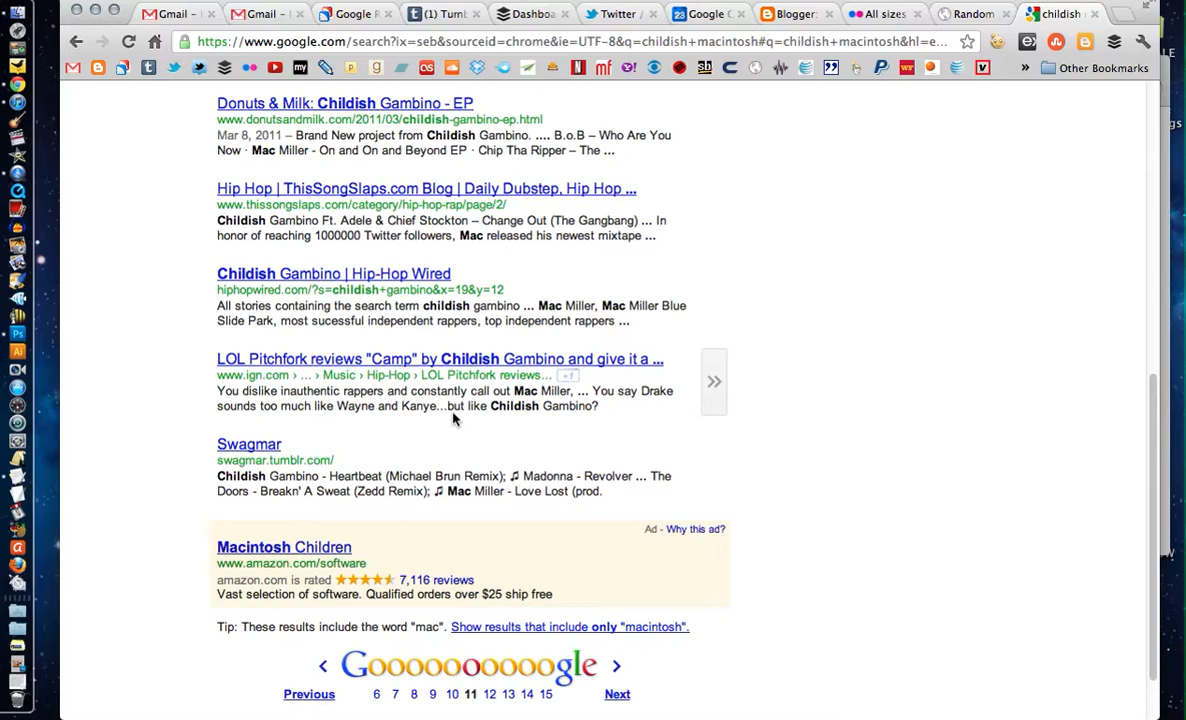 Gmail -
Gmail -
Google R
(1) Tumb
Dashboa
Twitter /
23
Google C
Blogger:
All sizes
Random
childish
https://www.google.com/search?ix=seb&sourceid=chrome&ie=UTF-8&q=childish+macintosh#q=childish+macintosh&hl=e...
Other Bookmarks
Donuts & Milk: Childish Gambino - EP
www.donutsandmilk.com/2011/03/childish-gambino-ep.html
Mar 8, 2011 – Brand New project from Childish Gambino. .... B.o.B – Who Are You
Now · Mac Miller - On and On and Beyond EP · Chip Tha Ripper – The ...
Hip Hop | ThisSongSlaps.com Blog | Daily Dubstep, Hip Hop ...
www.thissongslaps.com/category/hip-hop-rap/page/2/
Childish Gambino Ft. Adele & Chief Stockton – Change Out (The Gangbang) ... In
honor of reaching 1000000 Twitter followers, Mac released his newest mixtape ...
Childish Gambino | Hip-Hop Wired
hiphopwired.com/?s=childish+gambino&x=19&y=12
All stories containing the search term childish gambino ... Mac Miller, Mac Miller Blue
Slide Park, most sucessful independent rappers, top independent rappers ...
LOL Pitchfork reviews "Camp" by Childish Gambino and give it a ...
www.ign.com › ... › Music › Hip-Hop › LOL Pitchfork reviews... +1
You dislike inauthentic rappers and constantly call out Mac Miller, ... You say Drake
sounds too much like Wayne and Kanye...but like Childish Gambino?
Swagmar
swagmar.tumblr.com/
Childish Gambino - Heartbeat (Michael Brun Remix); ♫ Madonna - Revolver ... The
Doors - Breakn' A Sweat (Zedd Remix); ♫ Mac Miller - Love Lost (prod.
Ad - Why this ad?
Macintosh Children
www.amazon.com/software
amazon.com is rated 7,116 reviews
Vast selection of software. Qualified orders over $25 ship free
Tip: These results include the word "mac". Show results that include only "macintosh".
Goooooooooogle
Previous 6 7 8 9 10 11 12 13 14 15 Next